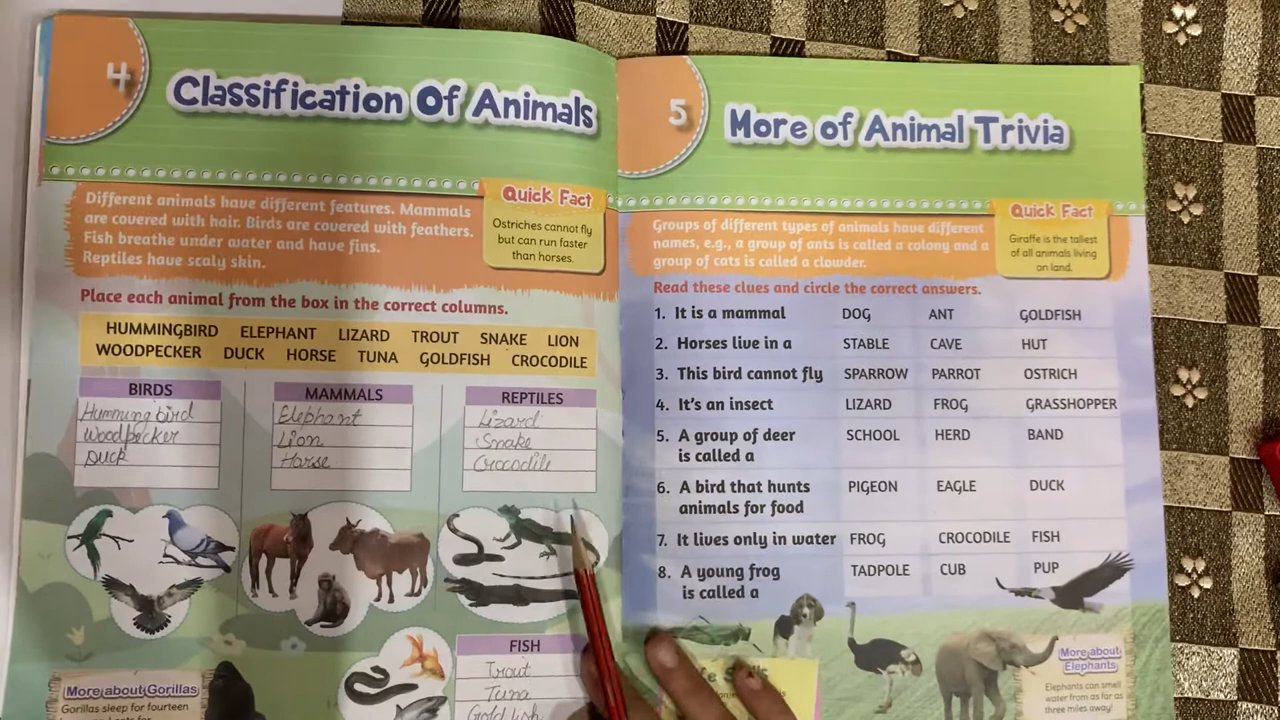 4
Classification Of Animals
Different animals have different features. Mammals
are covered with hair. Birds are covered with feathers.
Fish breathe under water and have fins.
Reptiles have scaly skin.
Quick Fact
Ostriches cannot fly
but can run faster
than horses.
Place each animal from the box in the correct columns.
HUMMINGBIRD ELEPHANT LIZARD TROUT SNAKE LION
WOODPECKER DUCK HORSE TUNA GOLDFISH CROCODILE
BIRDS
Hummingbird
Woodpecker
Duck
MAMMALS
Elephant
Lion
Horse
REPTILES
Lizard
Snake
Crocodile
FISH
Trout
Tuna
Goldfish
More about Gorillas
Gorillas sleep for fourteen
5
More of Animal Trivia
Groups of different types of animals have different
names, e.g., a group of ants is called a colony and a
group of cats is called a clowder.
Quick Fact
Giraffe is the tallest
of all animals living
on land.
Read these clues and circle the correct answers.
1. It is a mammal DOG ANT GOLDFISH
2. Horses live in a STABLE CAVE HUT
3. This bird cannot fly SPARROW PARROT OSTRICH
4. It's an insect LIZARD FROG GRASSHOPPER
5. A group of deer SCHOOL HERD BAND
is called a
6. A bird that hunts PIGEON EAGLE DUCK
animals for food
7. It lives only in water FROG CROCODILE FISH
8. A young frog TADPOLE CUB PUP
is called a
More about
Elephants
Elephants can smell
water from as far as
three miles away!